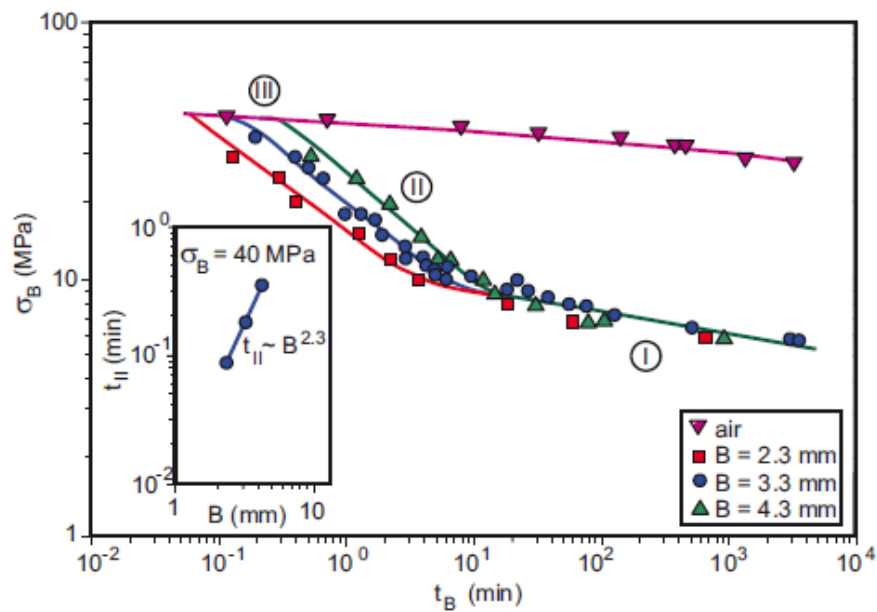 100
III
II
I
σB (MPa)
10
1
10-2
10-1
100
101
102
103
104
tB (min)
σB = 40 MPa
tII~ B2.3
tII (min)
100
10-1
10-2
1
10
B (mm)
air
B = 2.3 mm
B = 3.3 mm
B = 4.3 mm